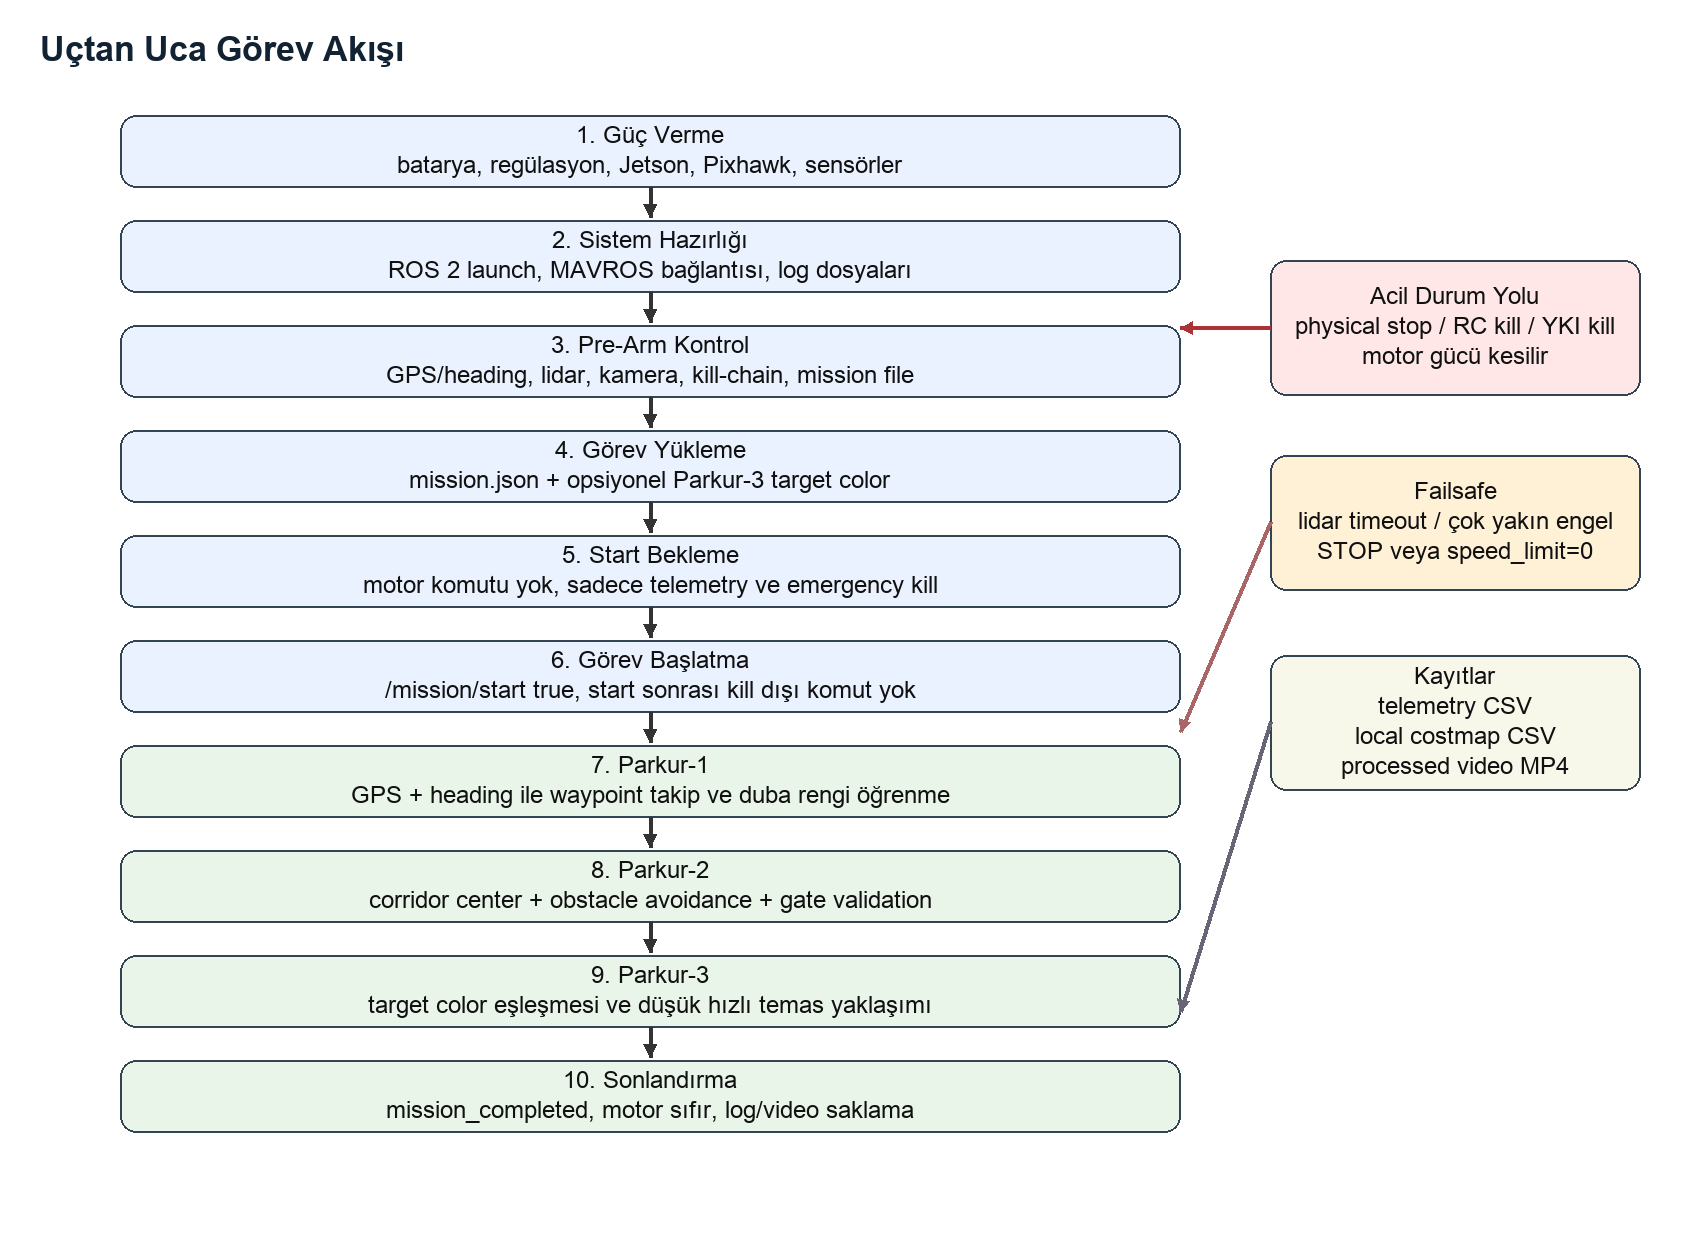 Uçtan Uca Görev Akışı
1. Güç Verme
batarya, regülasyon, Jetson, Pixhawk, sensörler
2. Sistem Hazırlığı
ROS 2 launch, MAVROS bağlantısı, log dosyaları
3. Pre-Arm Kontrol
GPS/heading, lidar, kamera, kill-chain, mission file
4. Görev Yükleme
mission.json + opsiyonel Parkur-3 target color
5. Start Bekleme
motor komutu yok, sadece telemetry ve emergency kill
6. Görev Başlatma
/mission/start true, start sonrası kill dışı komut yok
7. Parkur-1
GPS + heading ile waypoint takip ve duba rengi öğrenme
8. Parkur-2
corridor center + obstacle avoidance + gate validation
9. Parkur-3
target color eşleşmesi ve düşük hızlı temas yaklaşımı
10. Sonlandırma
mission_completed, motor sıfır, log/video saklama
Acil Durum Yolu
physical stop / RC kill / YKI kill
motor gücü kesilir
Failsafe
lidar timeout / çok yakın engel
STOP veya speed_limit=0
Kayıtlar
telemetry CSV
local costmap CSV
processed video MP4